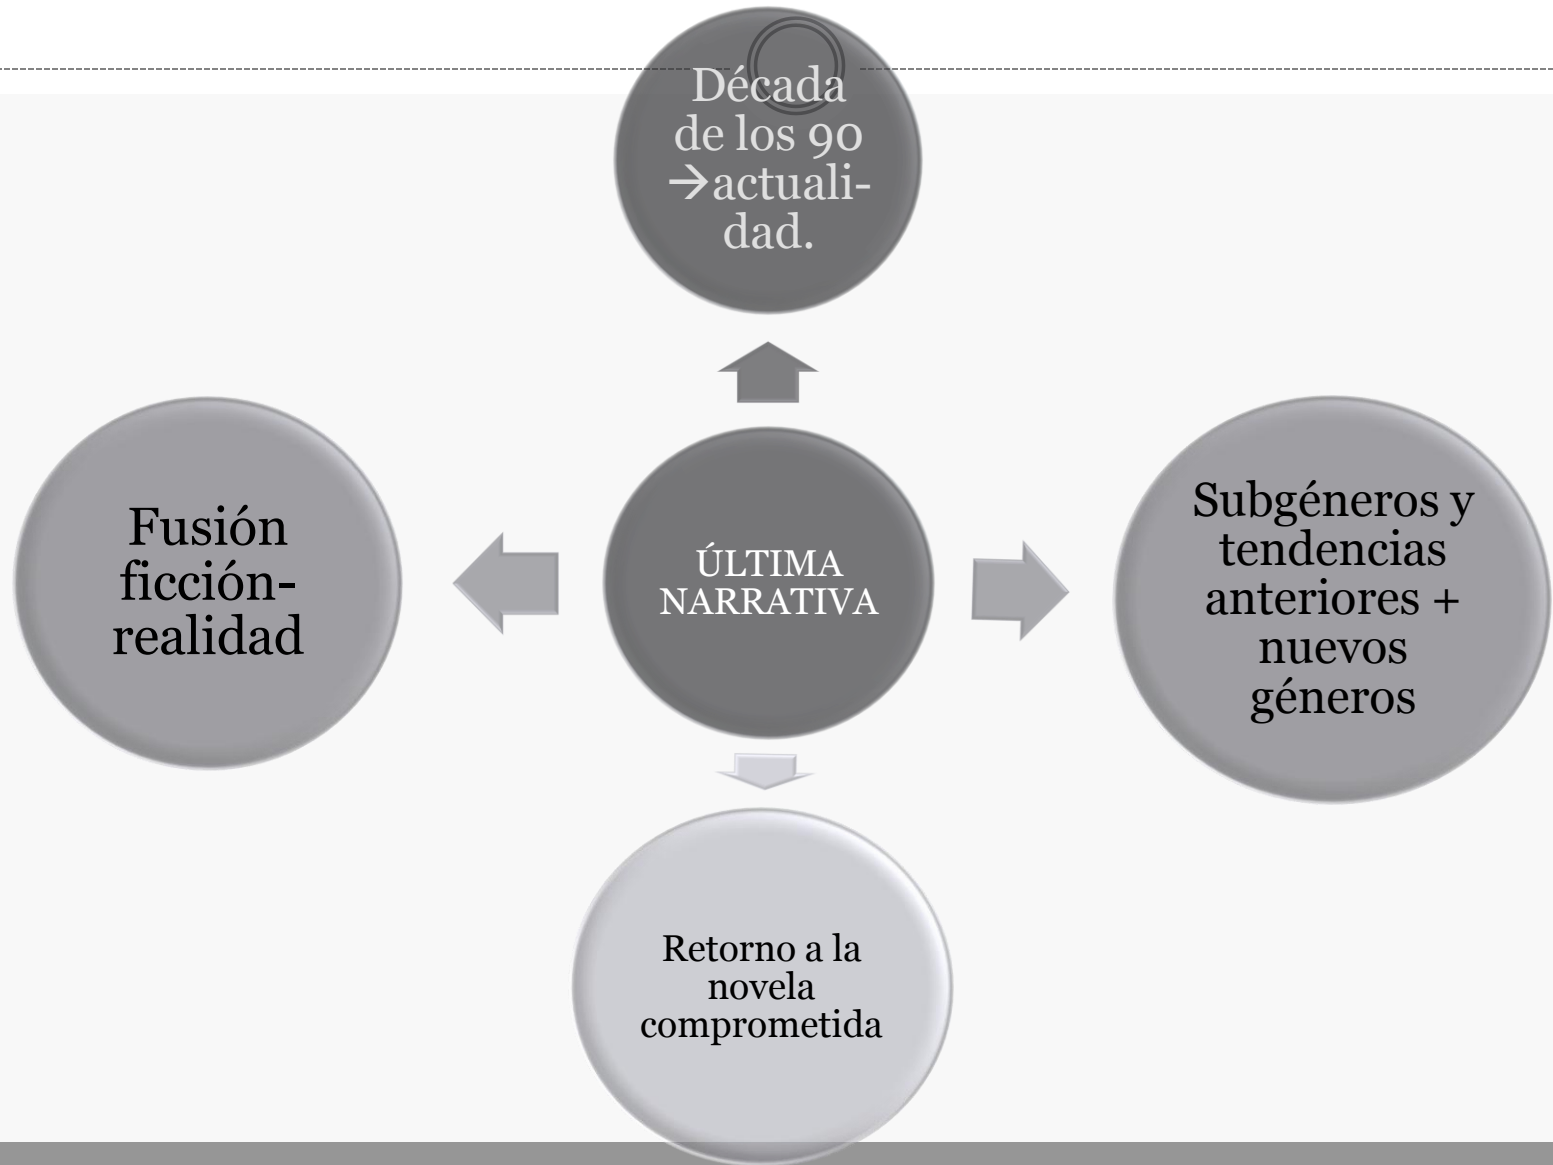 Década
de los 90
→actuali-
dad.
Fusión
ficción-
realidad
ÚLTIMA
NARRATIVA
Subgéneros y
tendencias
anteriores +
nuevos
géneros
Retorno a la
novela
comprometida